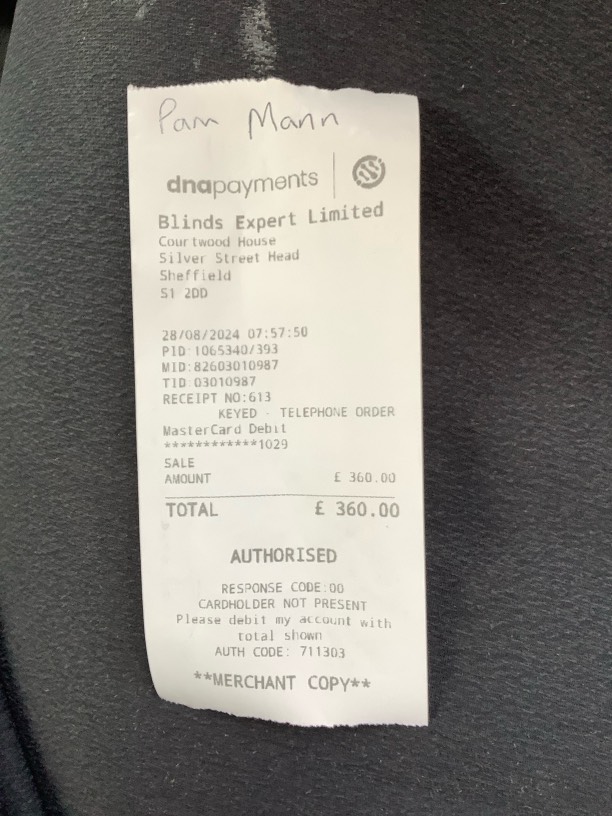 Pam Mann
dnapayments
Blinds Expert Limited
Courtwood House
Silver Street Head
Sheffield
S1 2DD
28/08/2024 07:57:50
PID:1065340/393
MID:82603010987
TID 03010987
RECEIPT NO:613
KEYED - TELEPHONE ORDER
MasterCard Debit
************1029
SALE
AMOUNT £ 360.00
TOTAL £ 360.00
AUTHORISED
RESPONSE CODE:00
CARDHOLDER NOT PRESENT
Please debit my account with
total shown
AUTH CODE: 711303
**MERCHANT COPY**